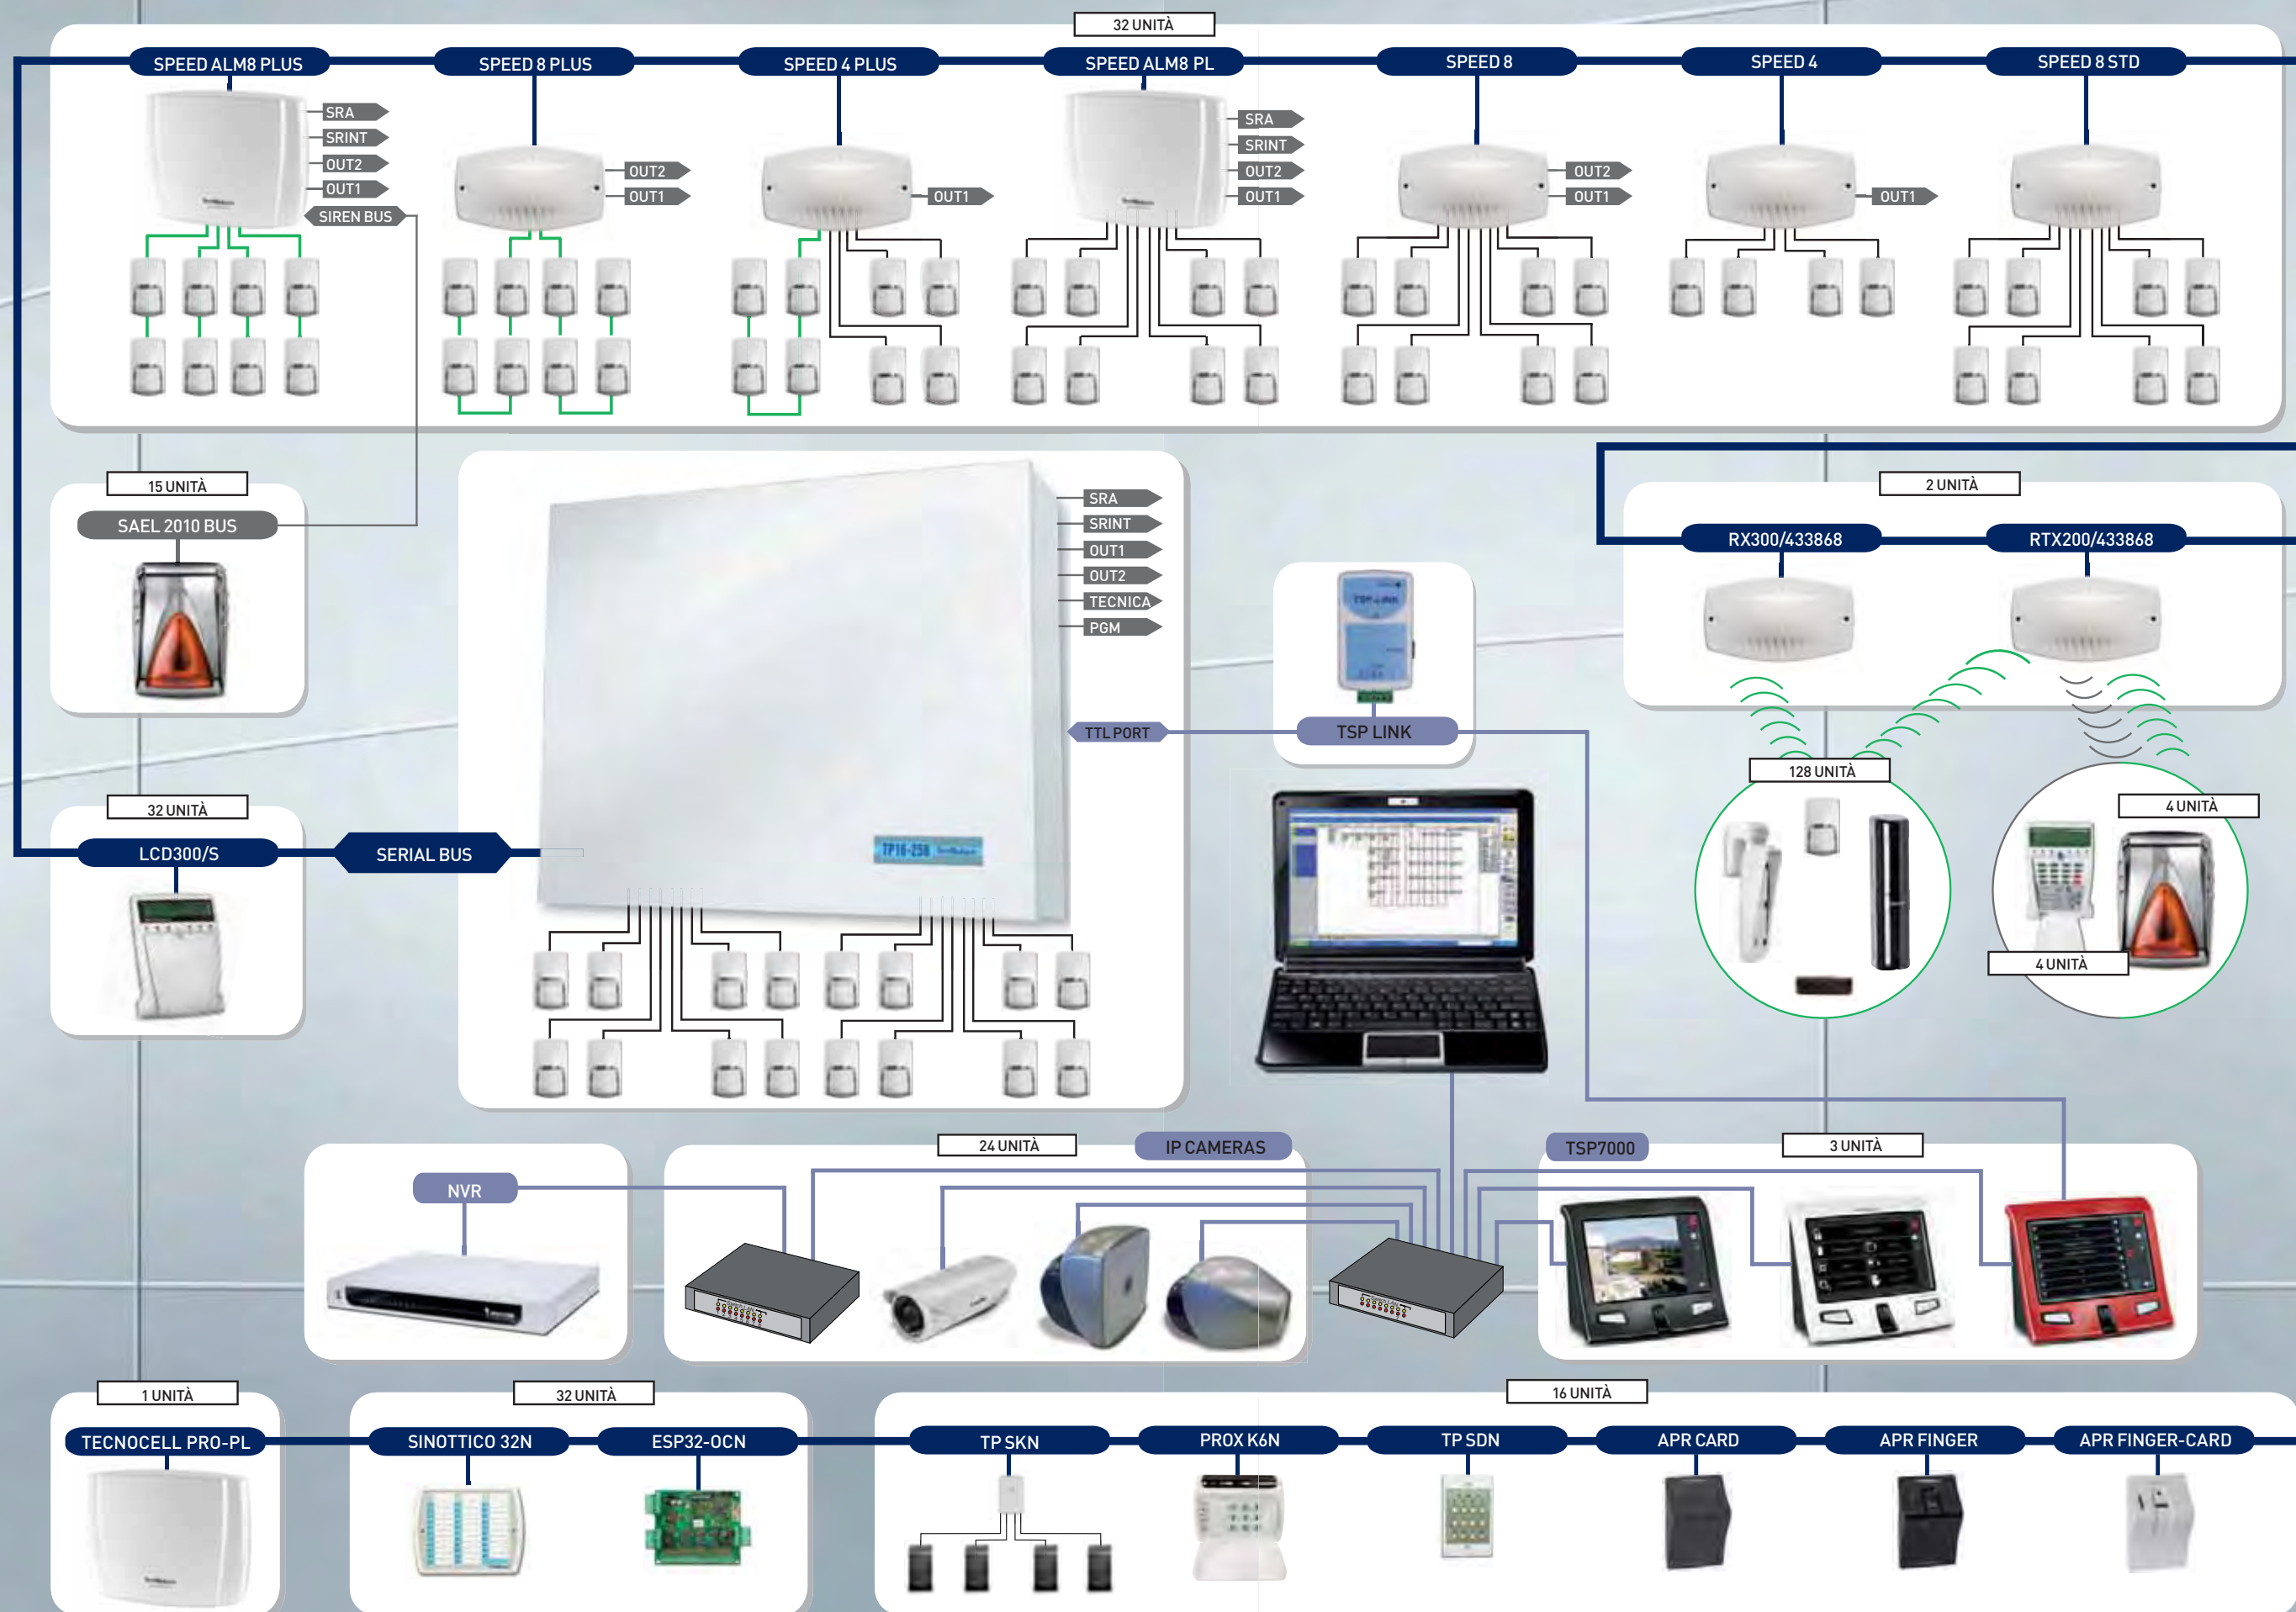 32 UNITÀ
SPEED ALM8 PLUS
SPEED 8 PLUS
SPEED 4 PLUS
SPEED ALM8 PL
SPEED 8
SPEED 4
SPEED 8 STD
SRA
SRINT
OUT2
OUT1
SIREN BUS
OUT2
OUT1
OUT1
SRA
SRINT
OUT2
OUT1
OUT2
OUT1
OUT1
15 UNITÀ
SAEL 2010 BUS
SRA
SRINT
OUT1
OUT2
TECNICA
PGM
TTL PORT
TSP-LINK
TSP LINK
2 UNITÀ
RX300/433868
RTX200/433868
128 UNITÀ
4 UNITÀ
4 UNITÀ
32 UNITÀ
LCD300/S
SERIAL BUS
TP16-256
NVR
24 UNITÀ
IP CAMERAS
TSP7000
3 UNITÀ
1 UNITÀ
TECNOCELL PRO-PL
32 UNITÀ
SINOTTICO 32N
ESP32-OCN
16 UNITÀ
TP SKN
PROX K6N
TP SDN
APR CARD
APR FINGER
APR FINGER-CARD